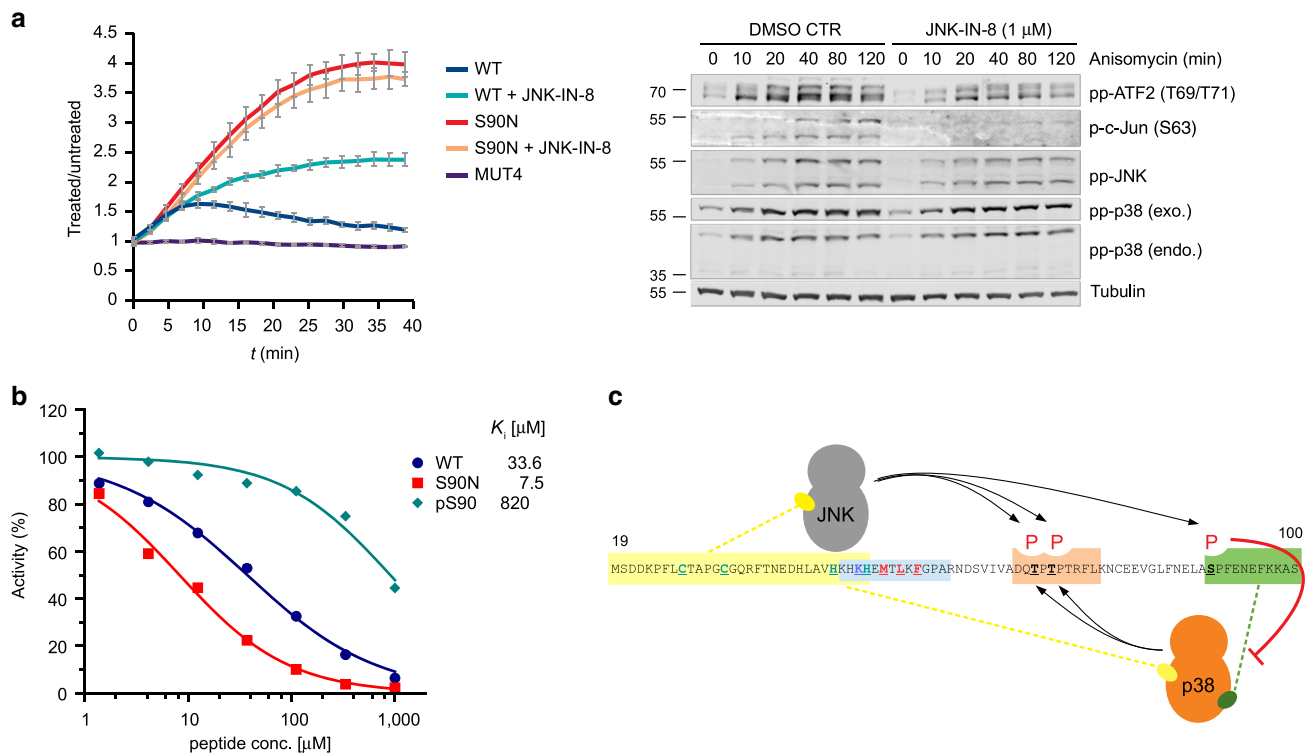 a
4.5
4
3.5
3
2.5
2
1.5
1
0.5
0
Treated/untreated
0 5 10 15 20 25 30 35 40
t (min)
WT
WT + JNK-IN-8
S90N
S90N + JNK-IN-8
MUT4
DMSO CTR JNK-IN-8 (1 μM)
0 10 20 40 80 120 0 10 20 40 80 120 Anisomycin (min)
70 pp-ATF2 (T69/T71)
55 p-c-Jun (S63)
55 pp-JNK
55 pp-p38 (exo.)
pp-p38 (endo.)
35
55 Tubulin
b
120
100
80
60
40
20
0
Activity (%)
1 10 100 1,000
peptide conc. [μM]
Ki [μM]
WT 33.6
S90N 7.5
pS90 820
c
JNK
P P P
19 100
MSDDKPFLCTAPGCGQRFTNEDHLAVHKHKHEMTLKFGPARNDSVIVADQTPTPTRFLKNCEEVGLFNELASPFENEFKKAS
p38